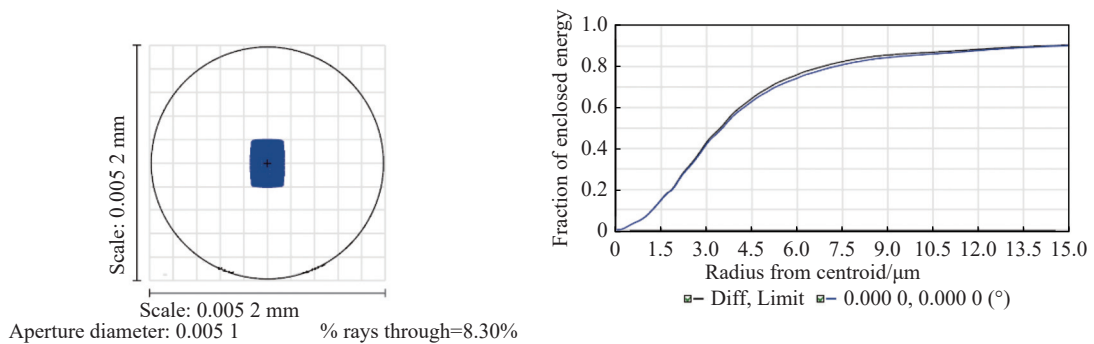 Scale: 0.005 2 mm
Scale: 0.005 2 mm
Aperture diameter: 0.005 1 % rays through=8.30%
Fraction of enclosed energy
1.0
0.8
0.6
0.4
0.2
0
0 1.5 3.0 4.5 6.0 7.5 9.0 10.5 12.0 13.5 15.0
Radius from centroid/μm
Diff, Limit 0.000 0, 0.000 0 (°)